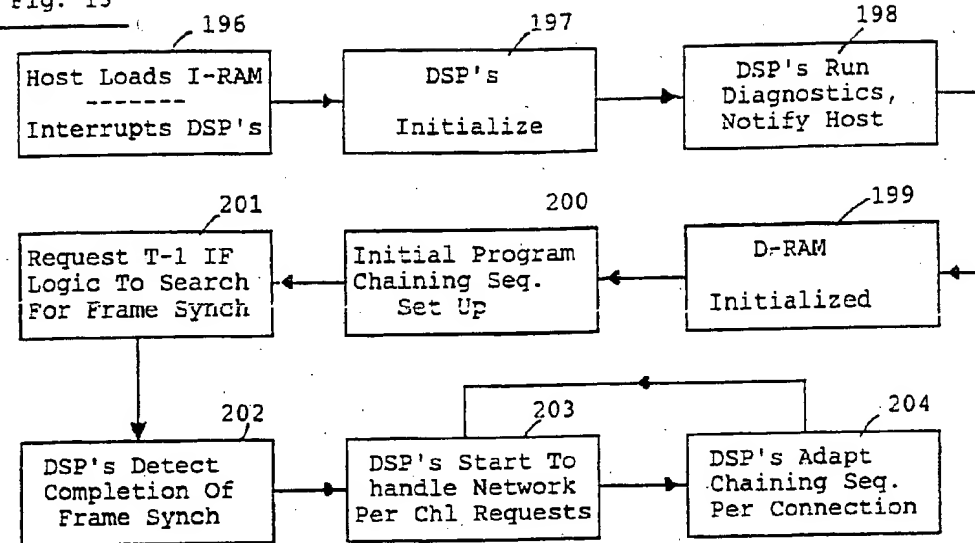 Fig. 15
196
Host Loads I-RAM
-------
Interrupts DSP's
197
DSP's
Initialize
198
DSP's Run
Diagnostics,
Notify Host
199
D-RAM
Initialized
200
Initial Program
Chaining Seq.
Set Up
201
Request T-1 IF
Logic To Search
For Frame Synch
202
DSP's Detect
Completion Of
Frame Synch
203
DSP's Start To
handle Network
Per Chl Requests
204
DSP's Adapt
Chaining Seq.
Per Connection